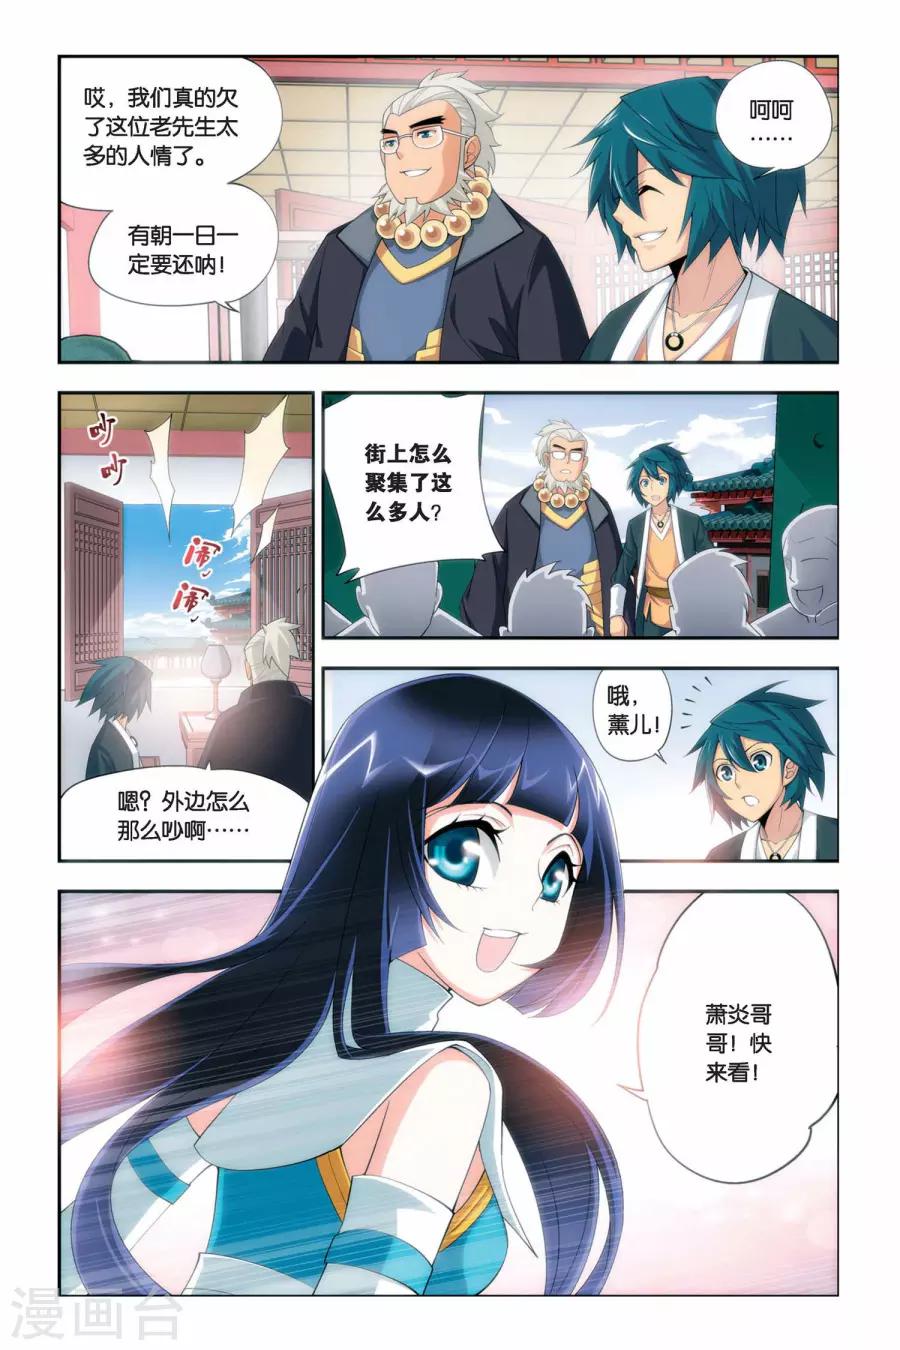 哎，我们真的欠
了这位老先生太
多的人情了。
有朝一日一
定要还呐！
呵呵
……
吵
吵
闹
闹
嗯？外边怎么
那么吵啊……
街上怎么
聚集了这
么多人？
哦，
薰儿！
萧炎哥
哥！快
来看！
漫画台